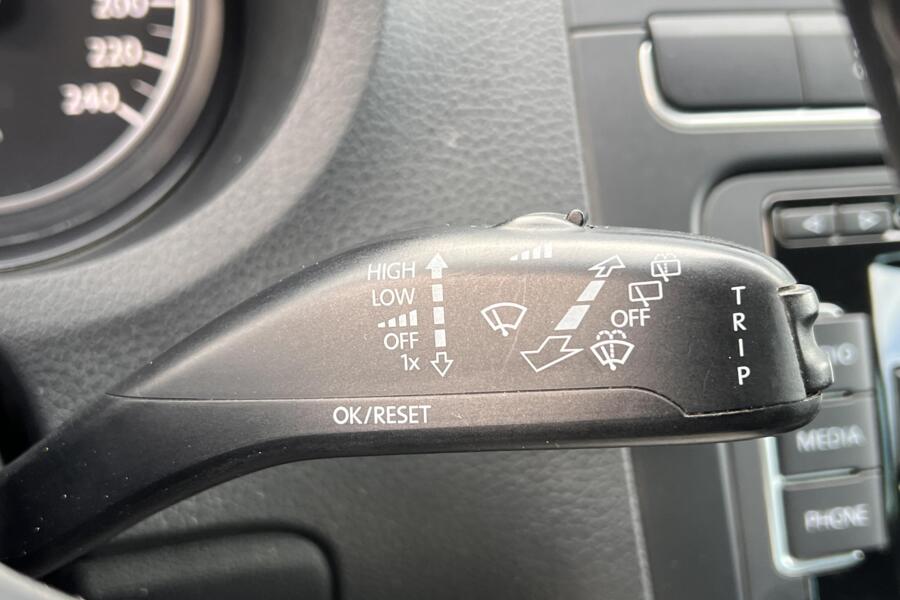 200
220
240
HIGH
LOW
OFF
1x
OFF
TRIP
OK/RESET
MEDIA
PHONE